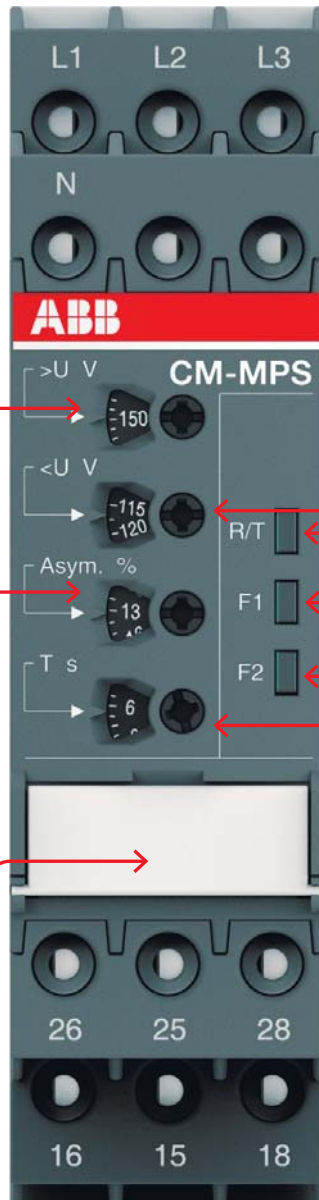 L1 L2 L3
N
ABB
>U V CM-MPS
-150
<U V
-115
-120
R/T
Asym. %
13
F1
T s
6
F2
26 25 28
16 15 18